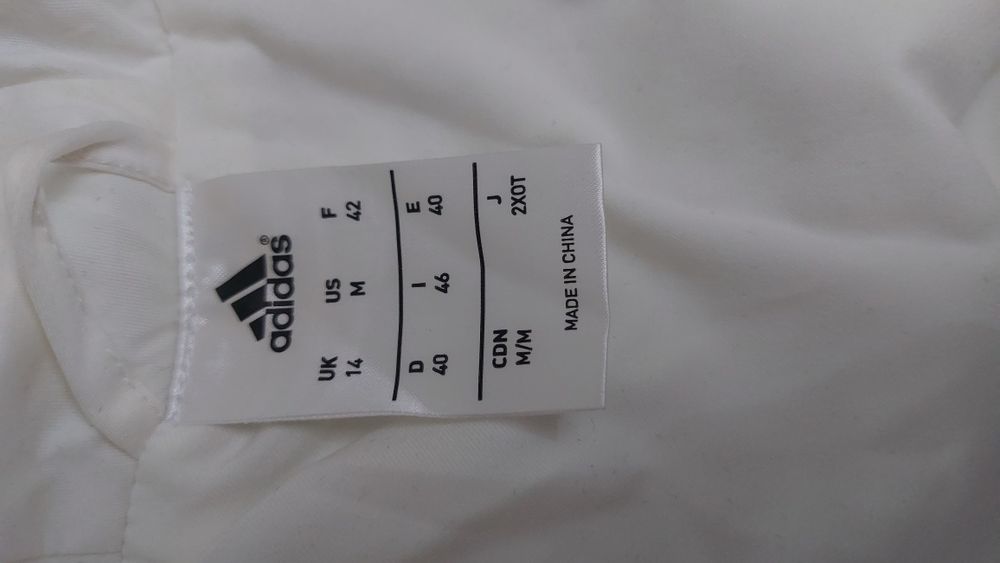 adidas®
UK US F
14 M 42
D I E
40 46 40
CDN J
M/M 2XOT
MADE IN CHINA